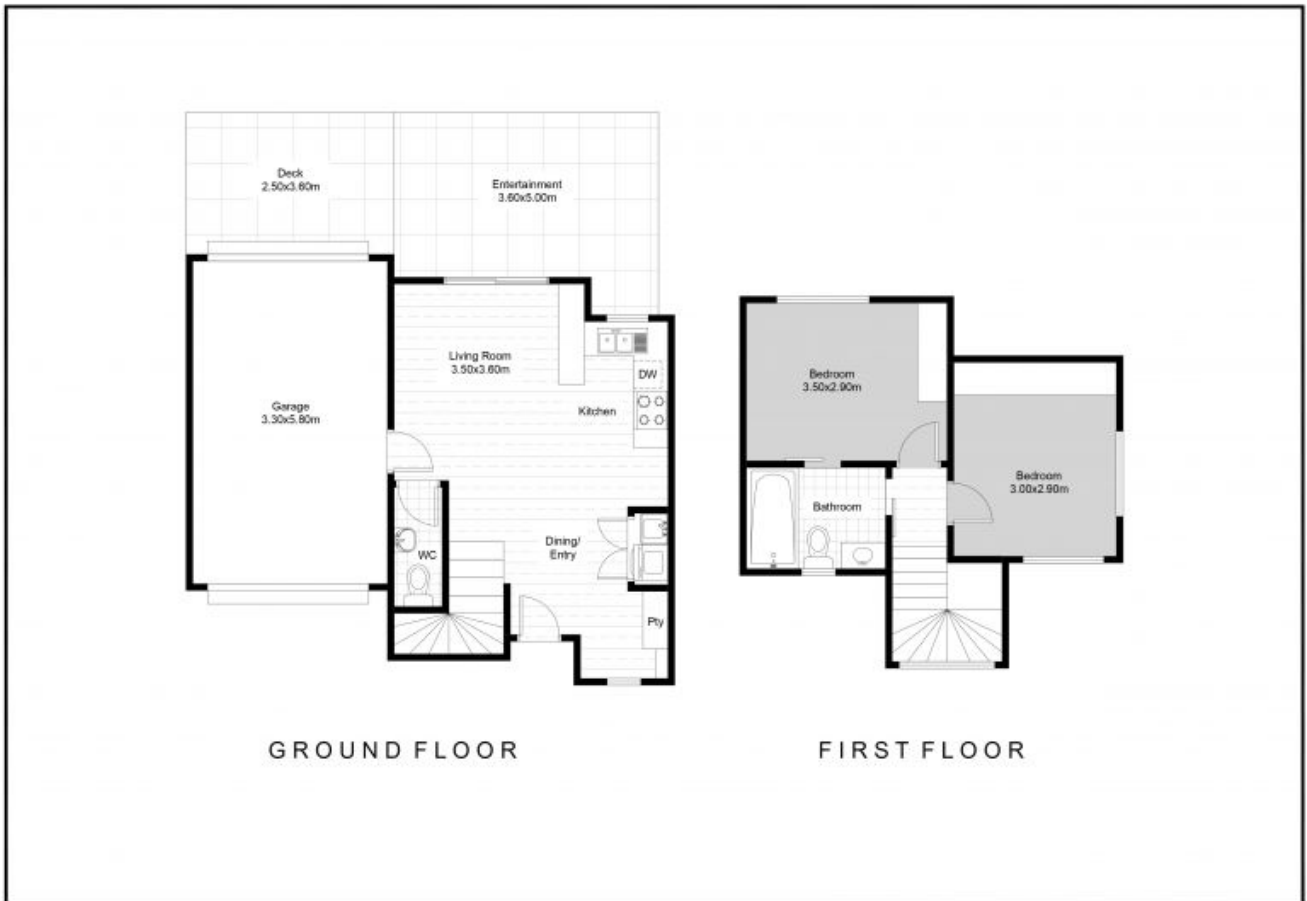 Deck
2.50x3.60m
Entertainment
3.60x5.00m
Living Room
3.50x3.60m
DW
Kitchen
Garage
3.30x5.80m
Dining/
Entry
WC
Pty
Bedroom
3.50x2.90m
Bedroom
3.00x2.90m
Bathroom
GROUND FLOOR
FIRST FLOOR